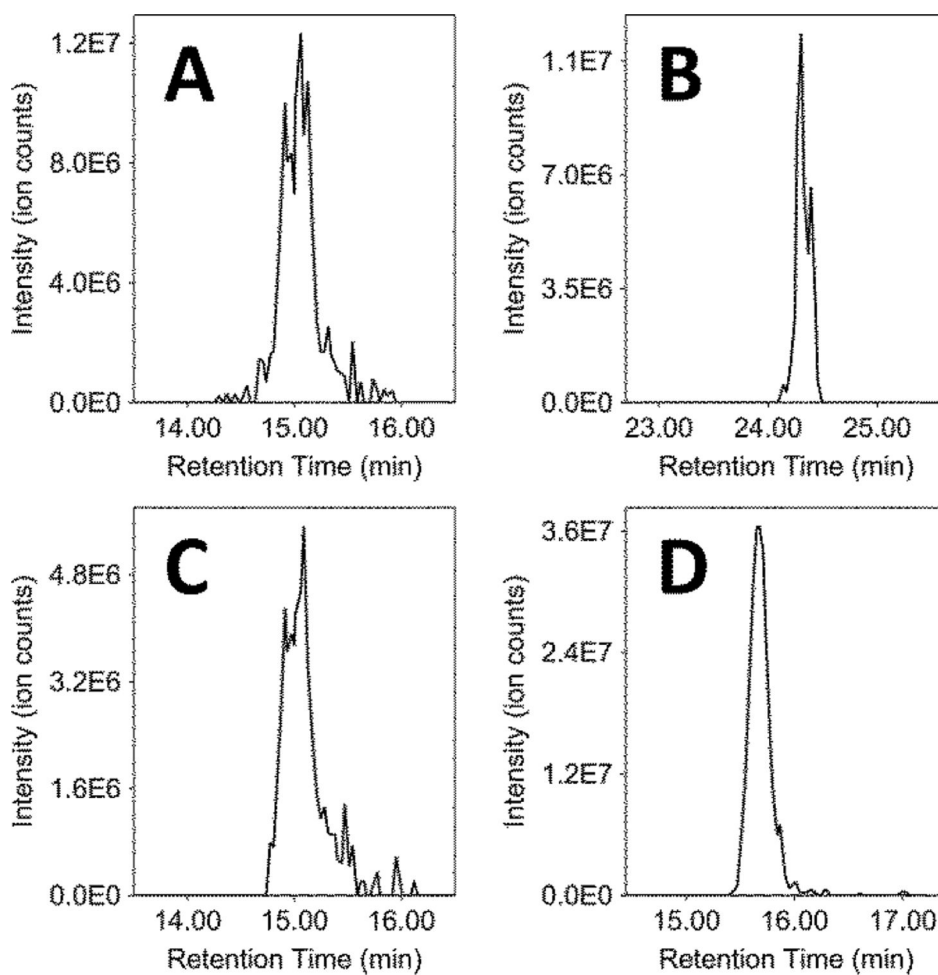 A
Intensity (ion counts)
1.2E7
8.0E6
4.0E6
0.0E0
14.00 15.00 16.00
Retention Time (min)
B
Intensity (ion counts)
1.1E7
7.0E6
3.5E6
0.0E0
23.00 24.00 25.00
Retention Time (min)
C
Intensity (ion counts)
4.8E6
3.2E6
1.6E6
0.0E0
14.00 15.00 16.00
Retention Time (min)
D
Intensity (ion counts)
3.6E7
2.4E7
1.2E7
0.0E0
15.00 16.00 17.00
Retention Time (min)